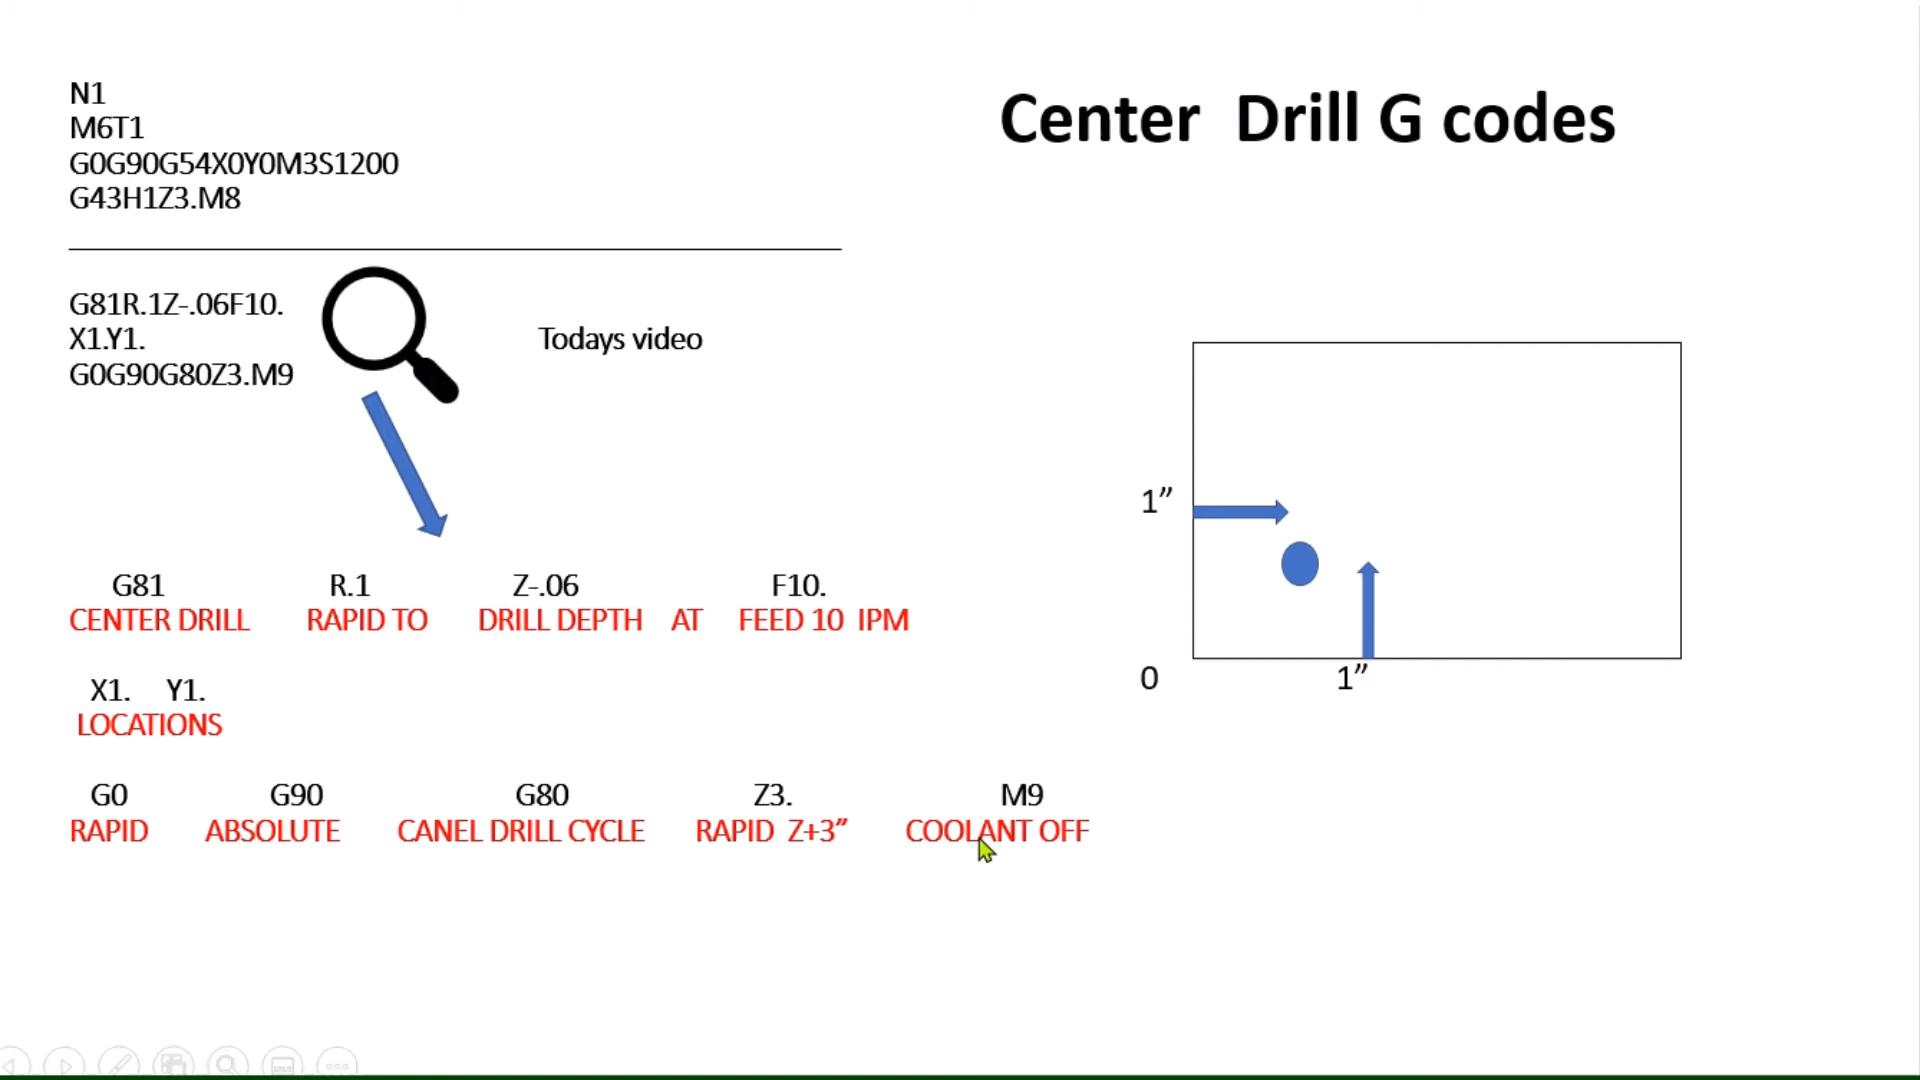 Center Drill G codes
N1
M6T1
G0G90G54X0Y0M3S1200
G43H1Z3.M8
G81R.1Z-.06F10.
X1.Y1.
G0G90G80Z3.M9
Todays video
1”
0
1”
G81 R.1 Z-.06 F10.
CENTER DRILL RAPID TO DRILL DEPTH AT FEED 10 IPM
X1. Y1.
LOCATIONS
G0 G90 G80 Z3. M9
RAPID ABSOLUTE CANEL DRILL CYCLE RAPID Z+3” COOLANT OFF